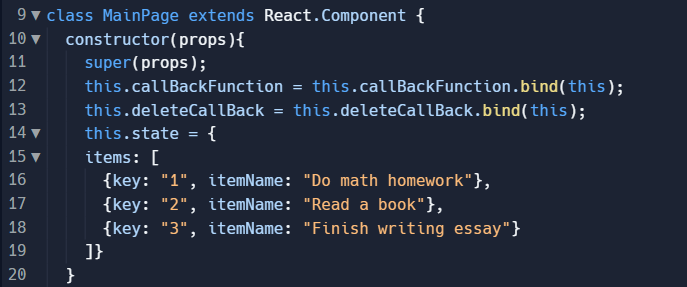 9 ▼ class MainPage extends React.Component {
10 ▼ constructor(props){
11 super(props);
12 this.callBackFunction = this.callBackFunction.bind(this);
13 this.deleteCallBack = this.deleteCallBack.bind(this);
14 ▼ this.state = {
15 ▼ items: [
16 {key: "1", itemName: "Do math homework"},
17 {key: "2", itemName: "Read a book"},
18 {key: "3", itemName: "Finish writing essay"}
19 ]}
20 }